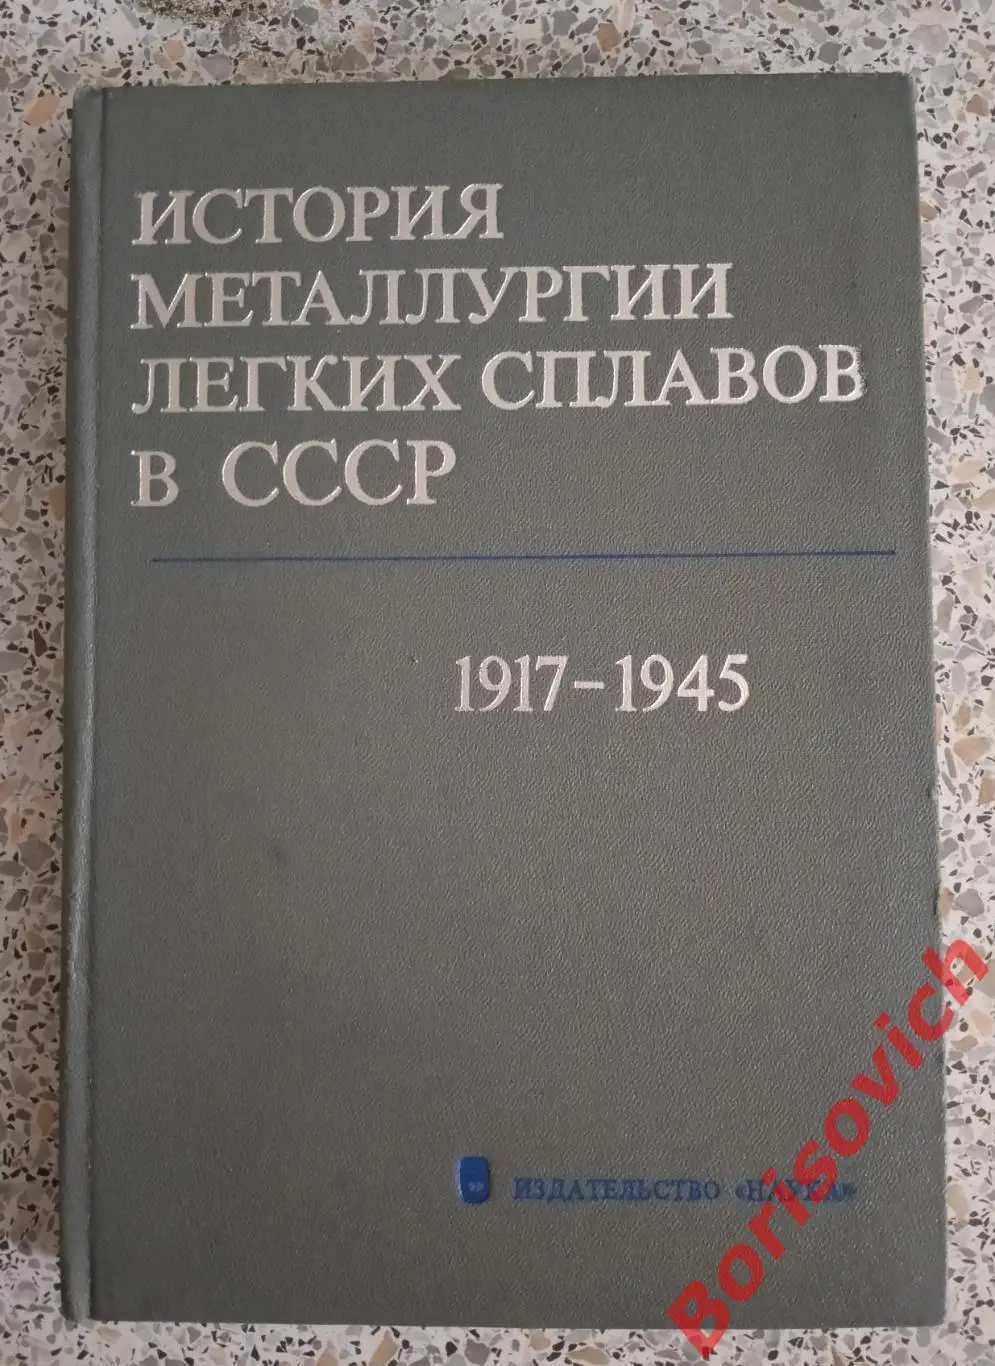 ИСТОРИЯ
МЕТАЛЛУРГИИ
ЛЕГКИХ СПЛАВОВ
В СССР
1917-1945
ИЗДАТЕЛЬСТВО «НАУКА»
Borisovich